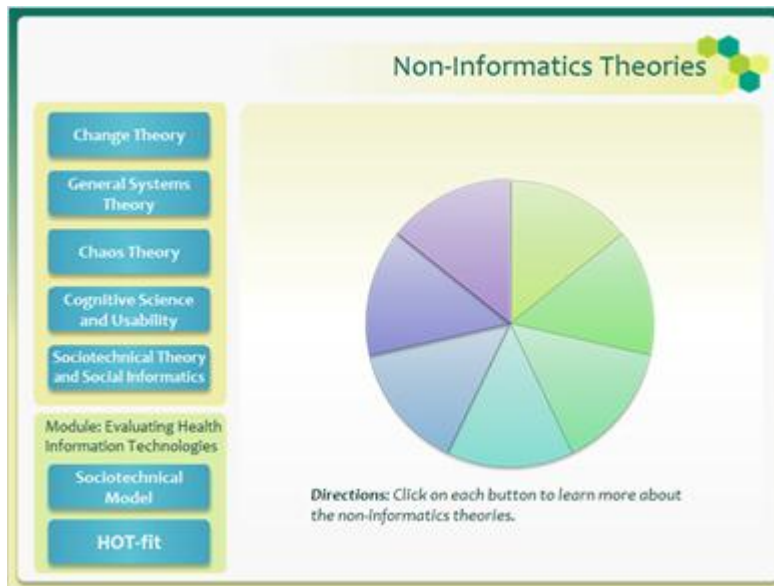 Non-Informatics Theories
Change Theory
General Systems
Theory
Chaos Theory
Cognitive Science
and Usability
Sociotechnical Theory
and Social Informatics
Module: Evaluating Health
Information Technologies
Sociotechnical
Model
HOT-fit
Directions: Click on each button to learn more about
the non-informatics theories.